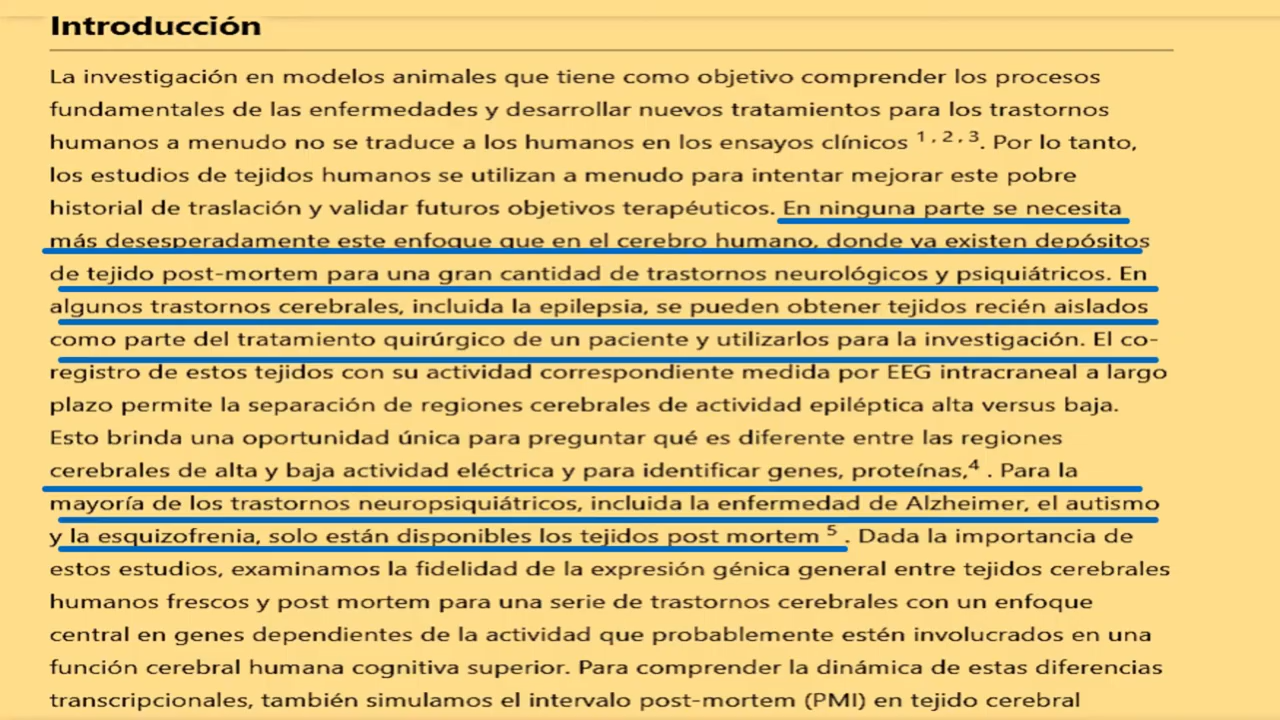 Introducción
La investigación en modelos animales que tiene como objetivo comprender los procesos
fundamentales de las enfermedades y desarrollar nuevos tratamientos para los trastornos
humanos a menudo no se traduce a los humanos en los ensayos clínicos 1, 2, 3. Por lo tanto,
los estudios de tejidos humanos se utilizan a menudo para intentar mejorar este pobre
historial de traslación y validar futuros objetivos terapéuticos. En ninguna parte se necesita
más desesperadamente este enfoque que en el cerebro humano, donde ya existen depósitos
de tejido post-mortem para una gran cantidad de trastornos neurológicos y psiquiátricos. En
algunos trastornos cerebrales, incluida la epilepsia, se pueden obtener tejidos recién aislados
como parte del tratamiento quirúrgico de un paciente y utilizarlos para la investigación. El co-
registro de estos tejidos con su actividad correspondiente medida por EEG intracraneal a largo
plazo permite la separación de regiones cerebrales de actividad epiléptica alta versus baja.
Esto brinda una oportunidad única para preguntar qué es diferente entre las regiones
cerebrales de alta y baja actividad eléctrica y para identificar genes, proteínas,4 . Para la
mayoría de los trastornos neuropsiquiátricos, incluida la enfermedad de Alzheimer, el autismo
y la esquizofrenia, solo están disponibles los tejidos post mortem 5 . Dada la importancia de
estos estudios, examinamos la fidelidad de la expresión génica general entre tejidos cerebrales
humanos frescos y post mortem para una serie de trastornos cerebrales con un enfoque
central en genes dependientes de la actividad que probablemente estén involucrados en una
función cerebral humana cognitiva superior. Para comprender la dinámica de estas diferencias
transcripcionales, también simulamos el intervalo post-mortem (PMI) en tejido cerebral